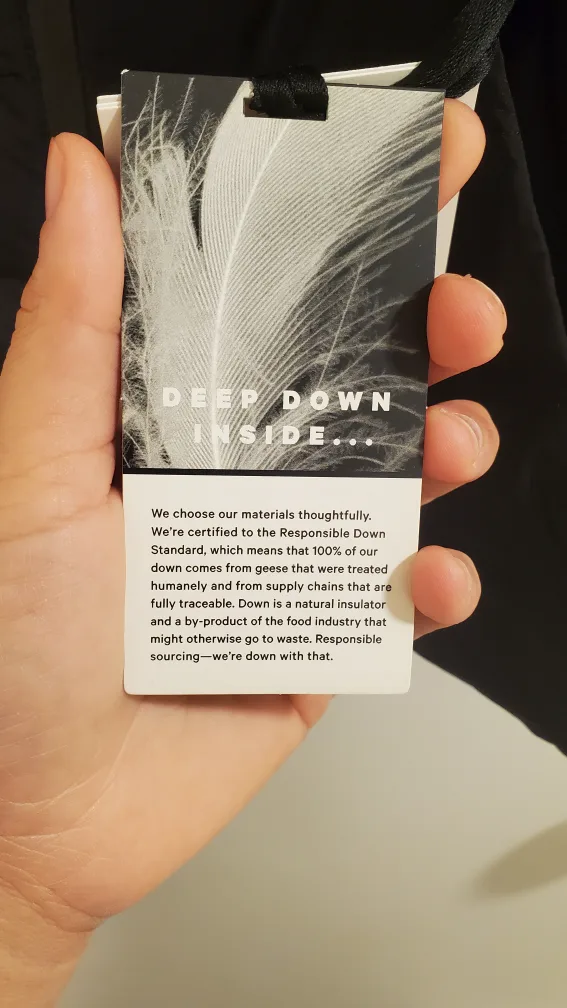 DEEP DOWN
INSIDE...
We choose our materials thoughtfully.
We're certified to the Responsible Down
Standard, which means that 100% of our
down comes from geese that were treated
humanely and from supply chains that are
fully traceable. Down is a natural insulator
and a by-product of the food industry that
might otherwise go to waste. Responsible
sourcing—we're down with that.